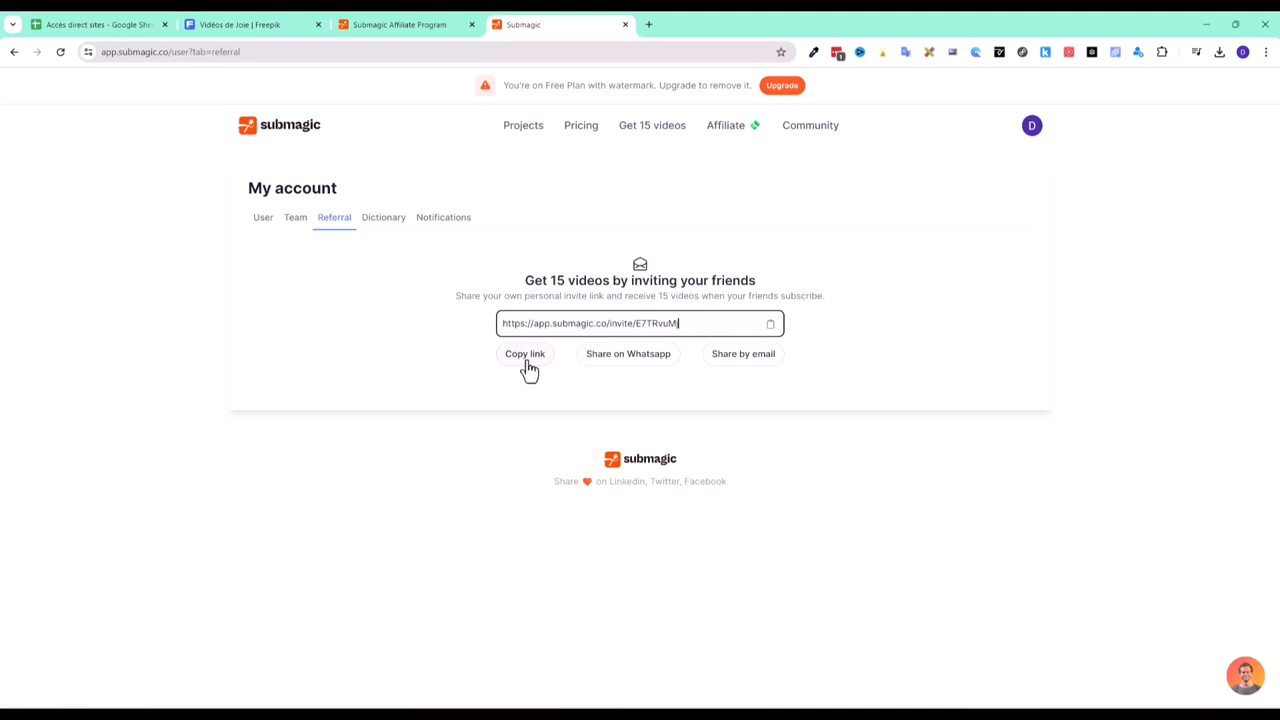 Accès direct sites - Google She
Vidéos de Joie | Freepik
Submagic Affiliate Program
Submagic
app.submagic.co/user?tab=referral
You're on Free Plan with watermark. Upgrade to remove it.
Upgrade
submagic
Projects
Pricing
Get 15 videos
Affiliate 💸
Community
D
My account
User
Team
Referral
Dictionary
Notifications
Get 15 videos by inviting your friends
Share your own personal invite link and receive 15 videos when your friends subscribe.
https://app.submagic.co/invite/E7TRvuMj
Copy link
Share on Whatsapp
Share by email
submagic
Share 🧡 on Linkedin, Twitter, Facebook